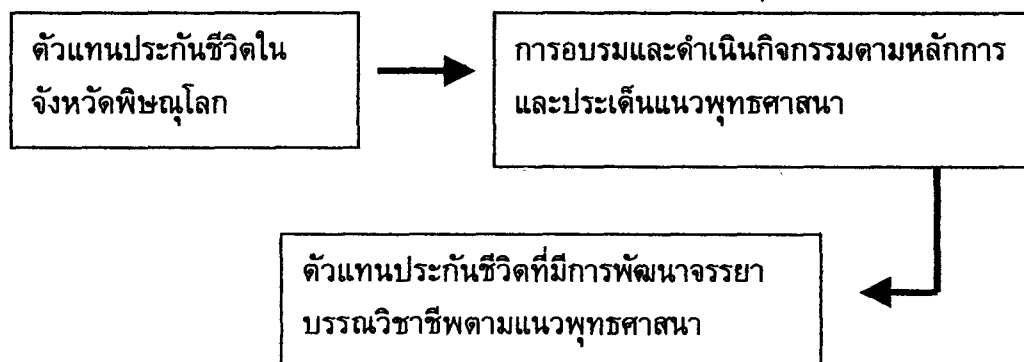 ตัวแทนประกันชีวิตใน
จังหวัดพิษณุโลก
การอบรมและดำเนินกิจกรรมตามหลักการ
และประเด็นแนวพุทธศาสนา
ตัวแทนประกันชีวิตที่มีการพัฒนาจรรยา
บรรณวิชาชีพตามแนวพุทธศาสนา